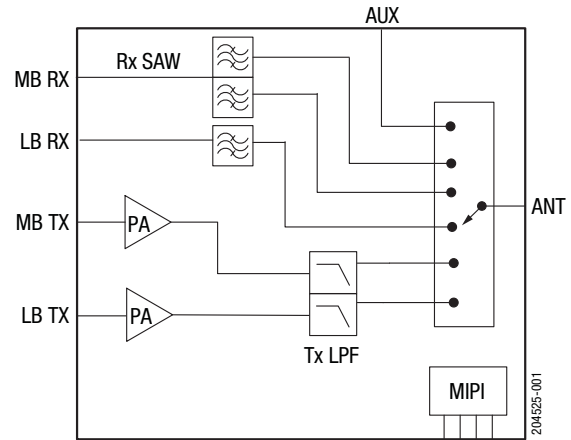 AUX
Rx SAW
MB RX
LB RX
MB TX
PA
ANT
LB TX
PA
Tx LPF
MIPI
204525-001